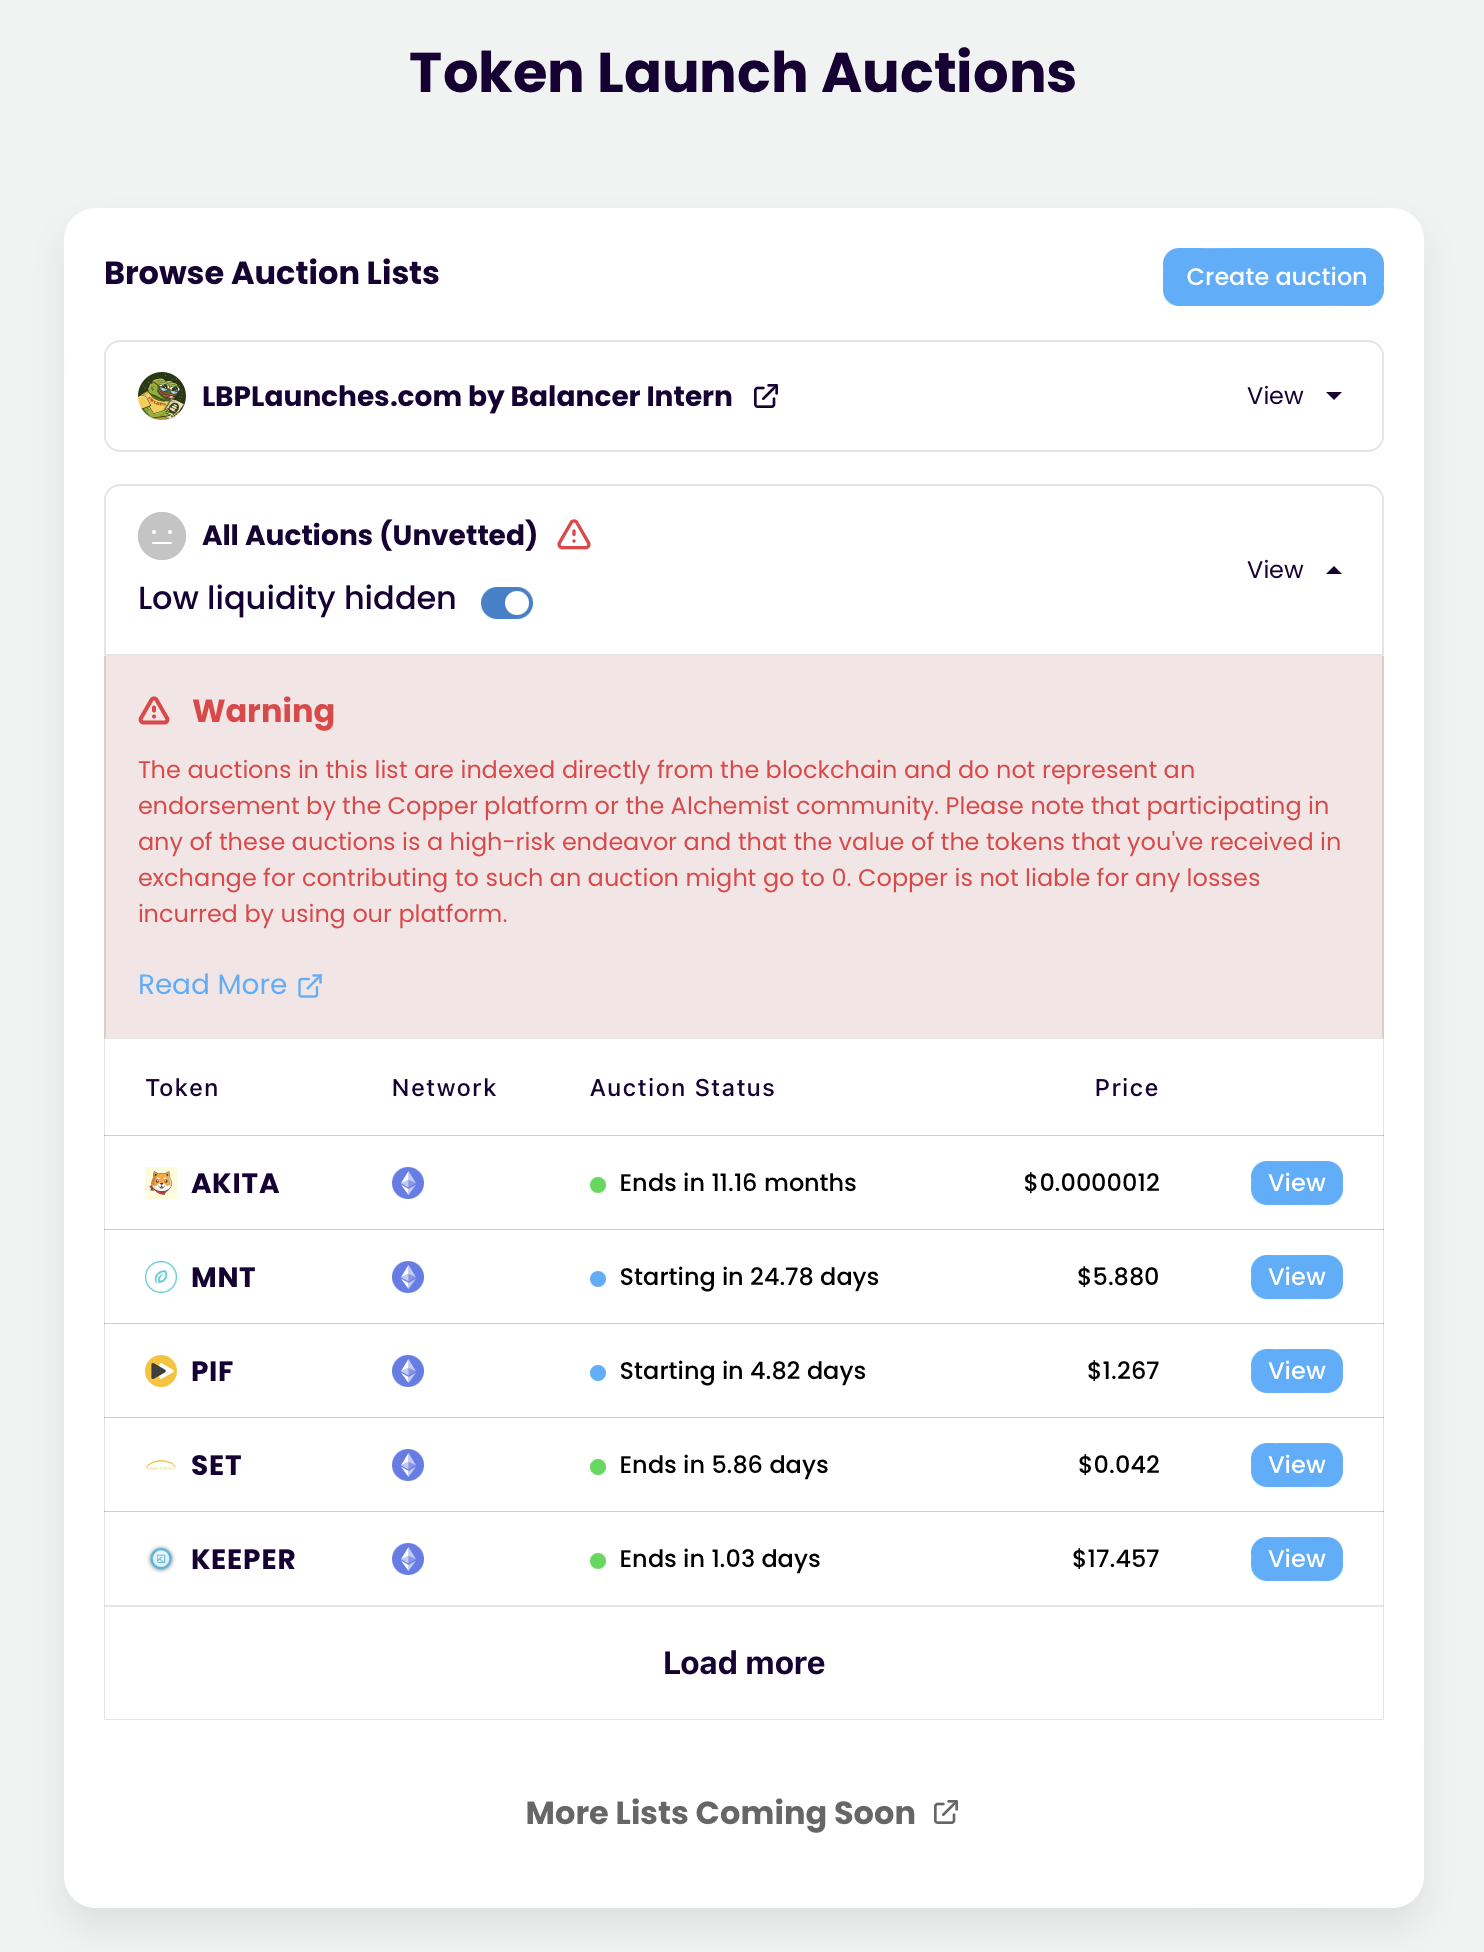 Token Launch Auctions
Browse Auction Lists
Create auction
LBPLaunches.com by Balancer Intern
View
All Auctions (Unvetted)
Low liquidity hidden
View
Warning
The auctions in this list are indexed directly from the blockchain and do not represent an
endorsement by the Copper platform or the Alchemist community. Please note that participating in
any of these auctions is a high-risk endeavor and that the value of the tokens that you've received in
exchange for contributing to such an auction might go to 0. Copper is not liable for any losses
incurred by using our platform.
Read More
Token Network Auction Status Price
AKITA Ends in 11.16 months $0.0000012 View
MNT Starting in 24.78 days $5.880 View
PIF Starting in 4.82 days $1.267 View
SET Ends in 5.86 days $0.042 View
KEEPER Ends in 1.03 days $17.457 View
Load more
More Lists Coming Soon